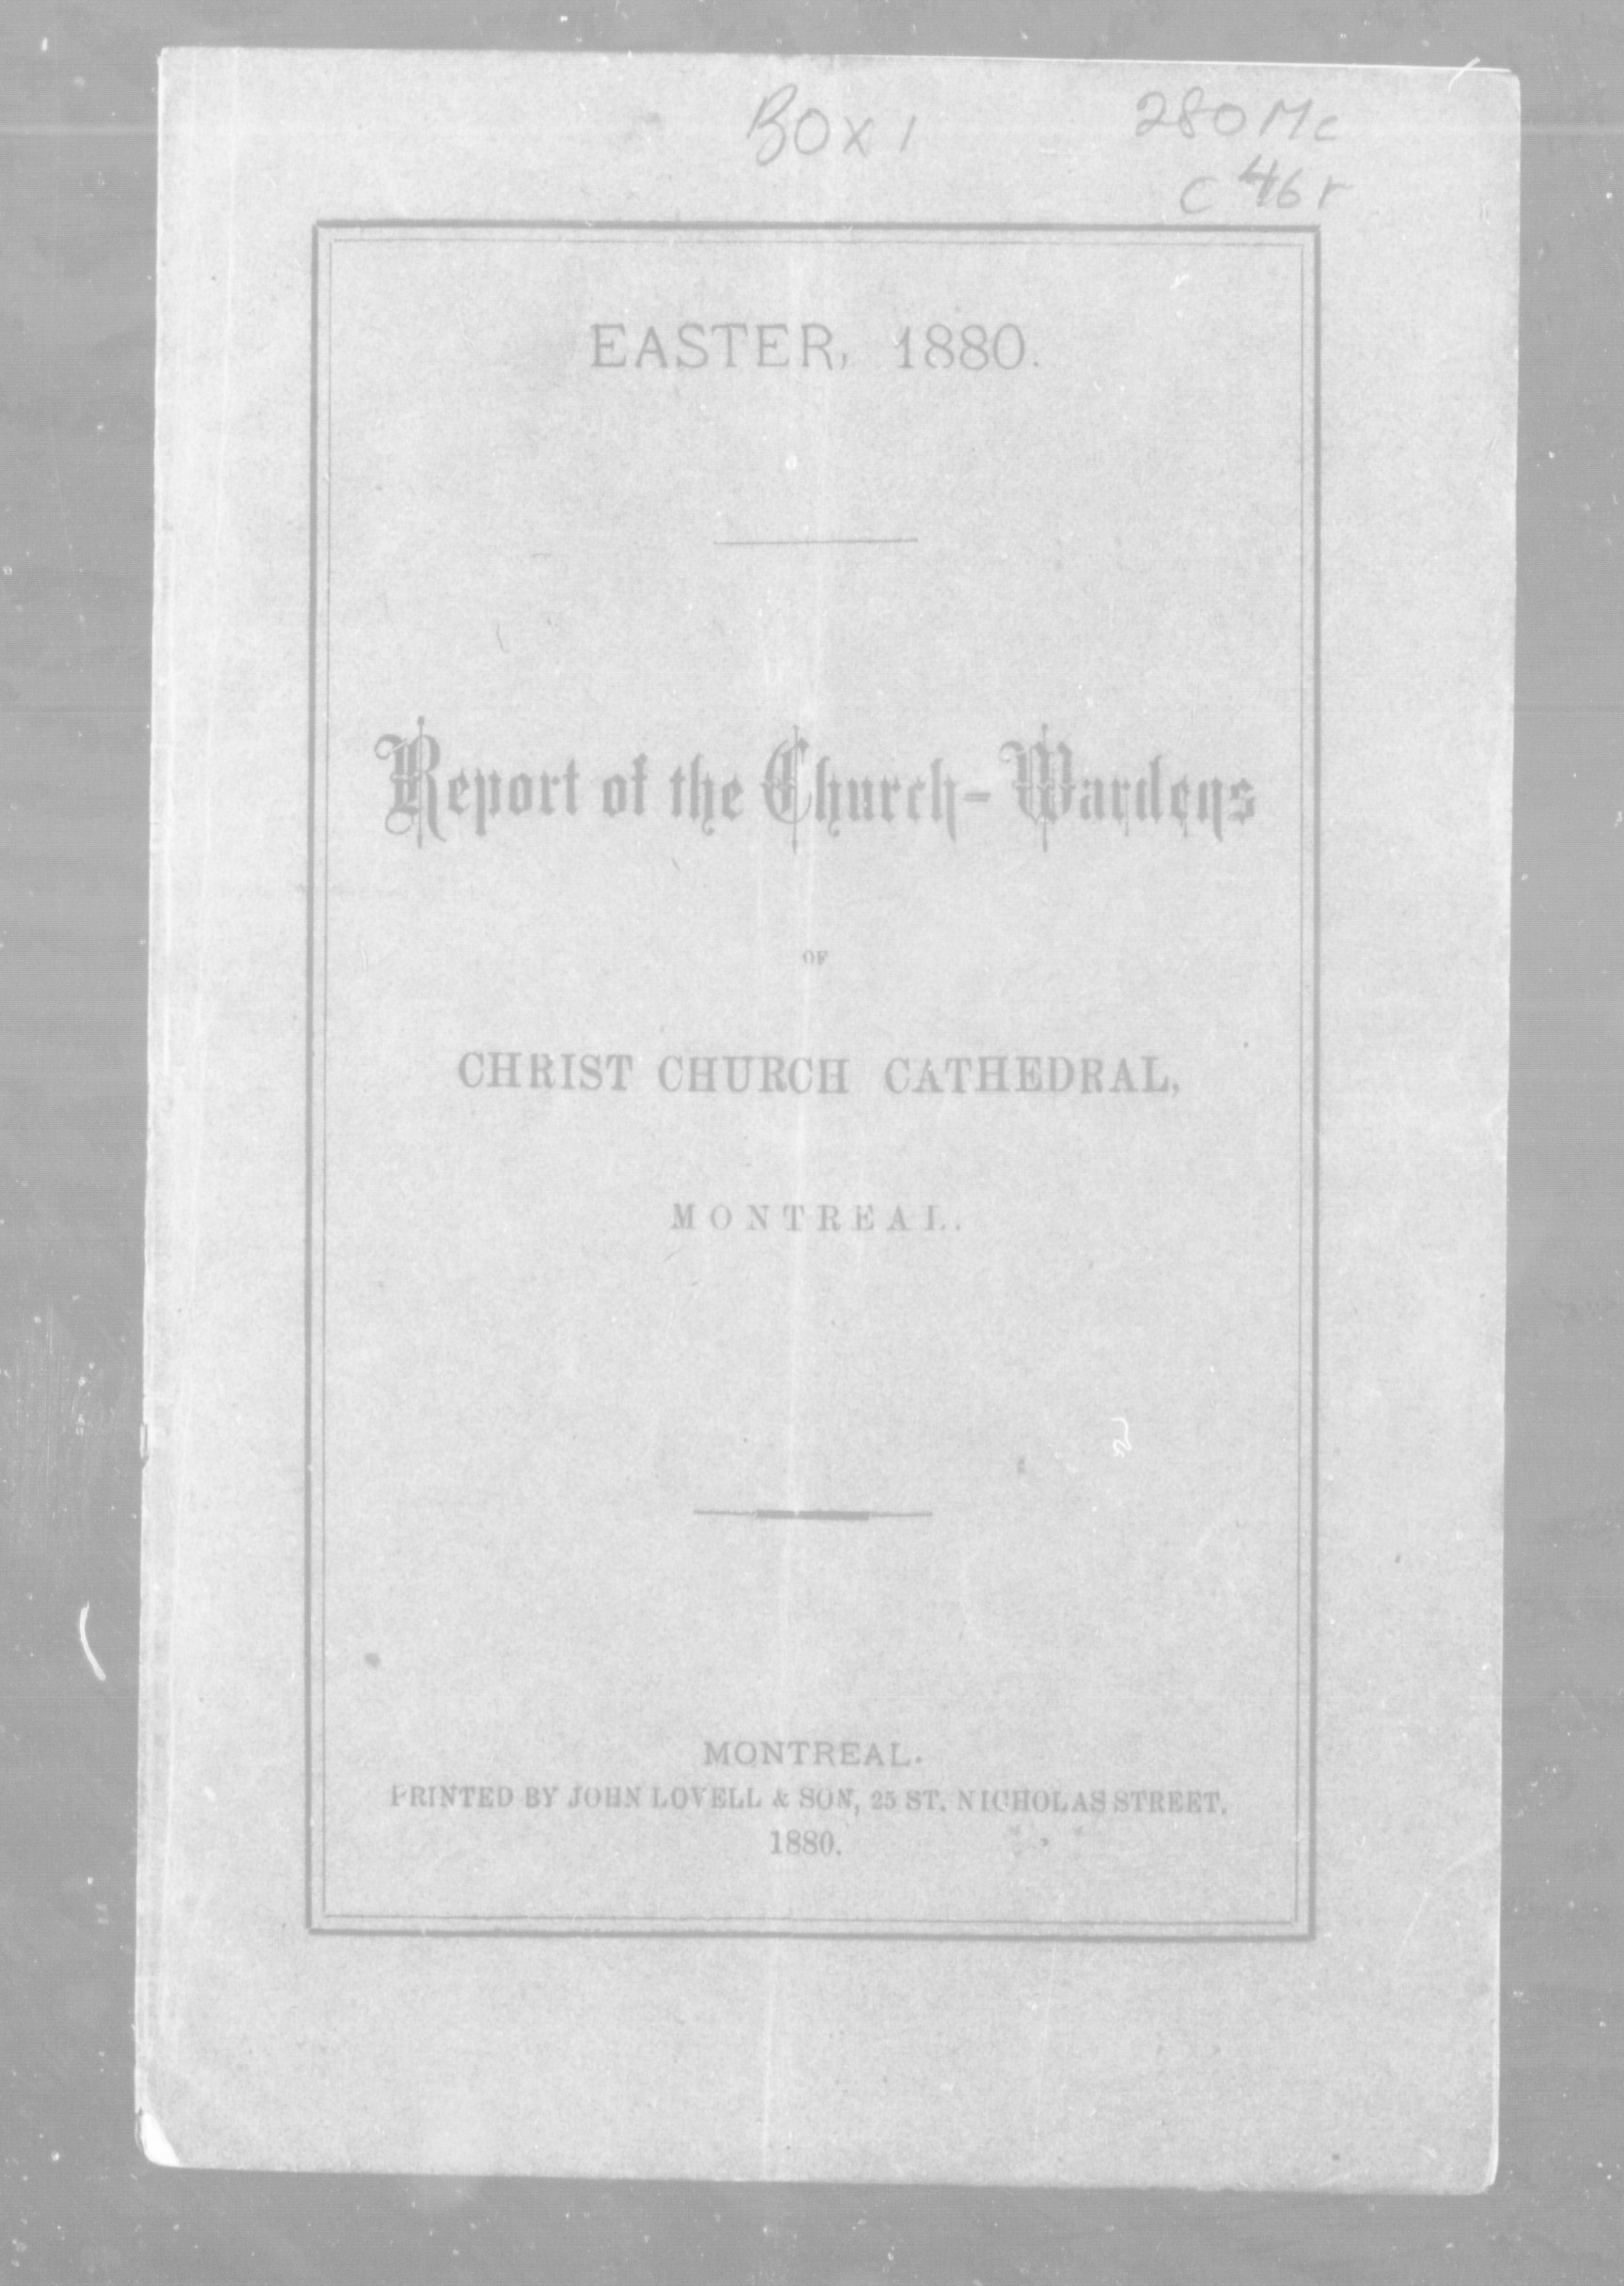 BOX 1
280 Mc
C 46 r
EASTER, 1880.
Report of the Church-Wardens
OF
CHRIST CHURCH CATHEDRAL,
MONTREAL.
MONTREAL.
PRINTED BY JOHN LOVELL & SON, 25 ST. NICHOLAS STREET.
1880.